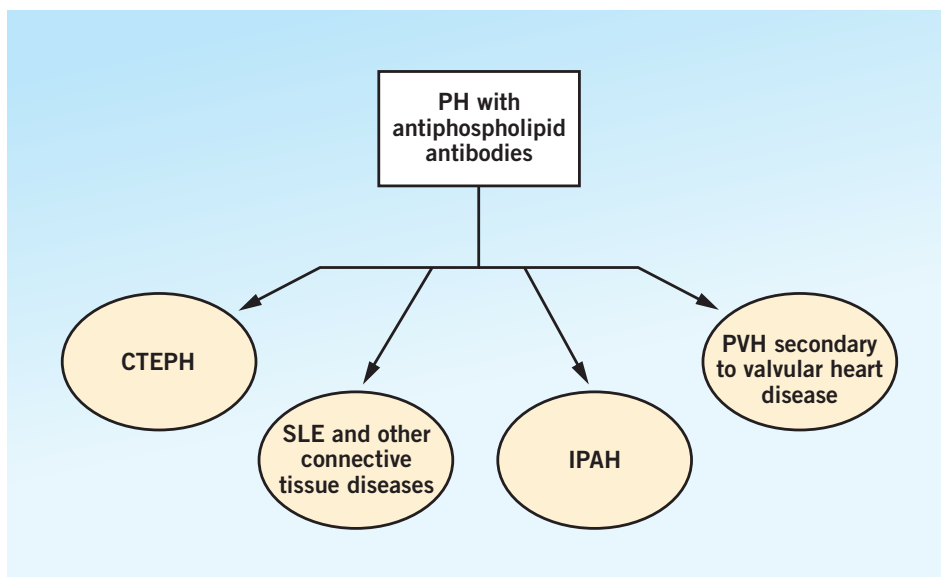 PH with
antiphospholipid
antibodies
CTEPH
SLE and other
connective
tissue diseases
IPAH
PVH secondary
to valvular heart
disease